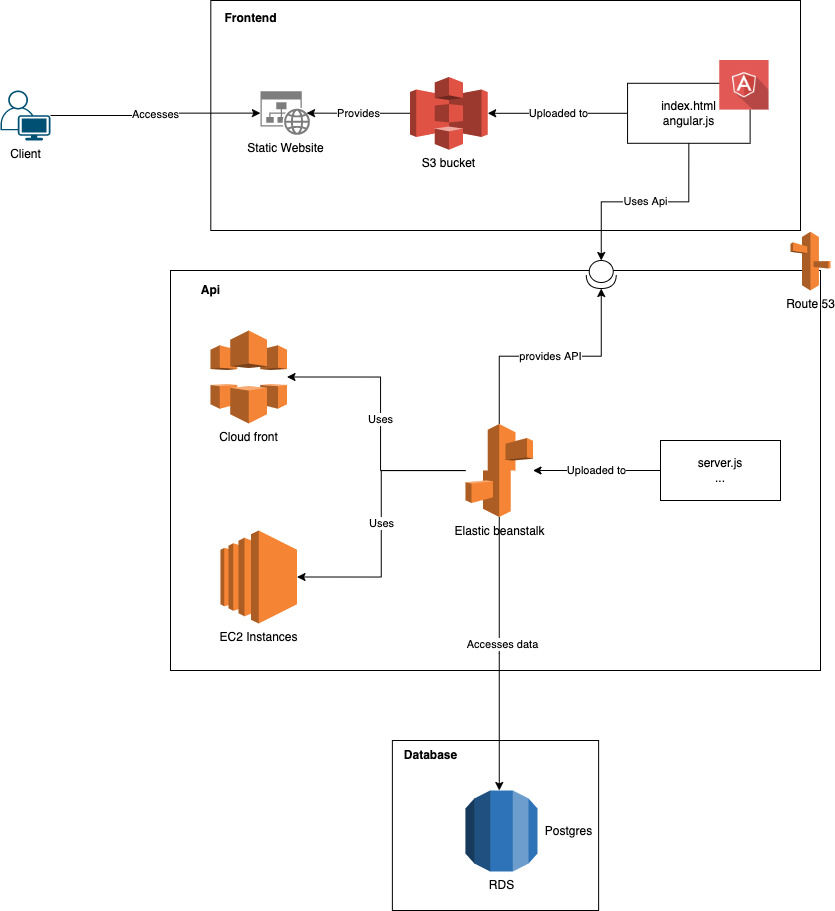 Frontend
Accesses
Provides
Uploaded to
index.html
angular.js
Client
Static Website
S3 bucket
Uses Api
Api
Route 53
provides API
Uses
Cloud front
server.js
...
Uploaded to
Elastic beanstalk
Uses
EC2 Instances
Accesses data
Database
Postgres
RDS